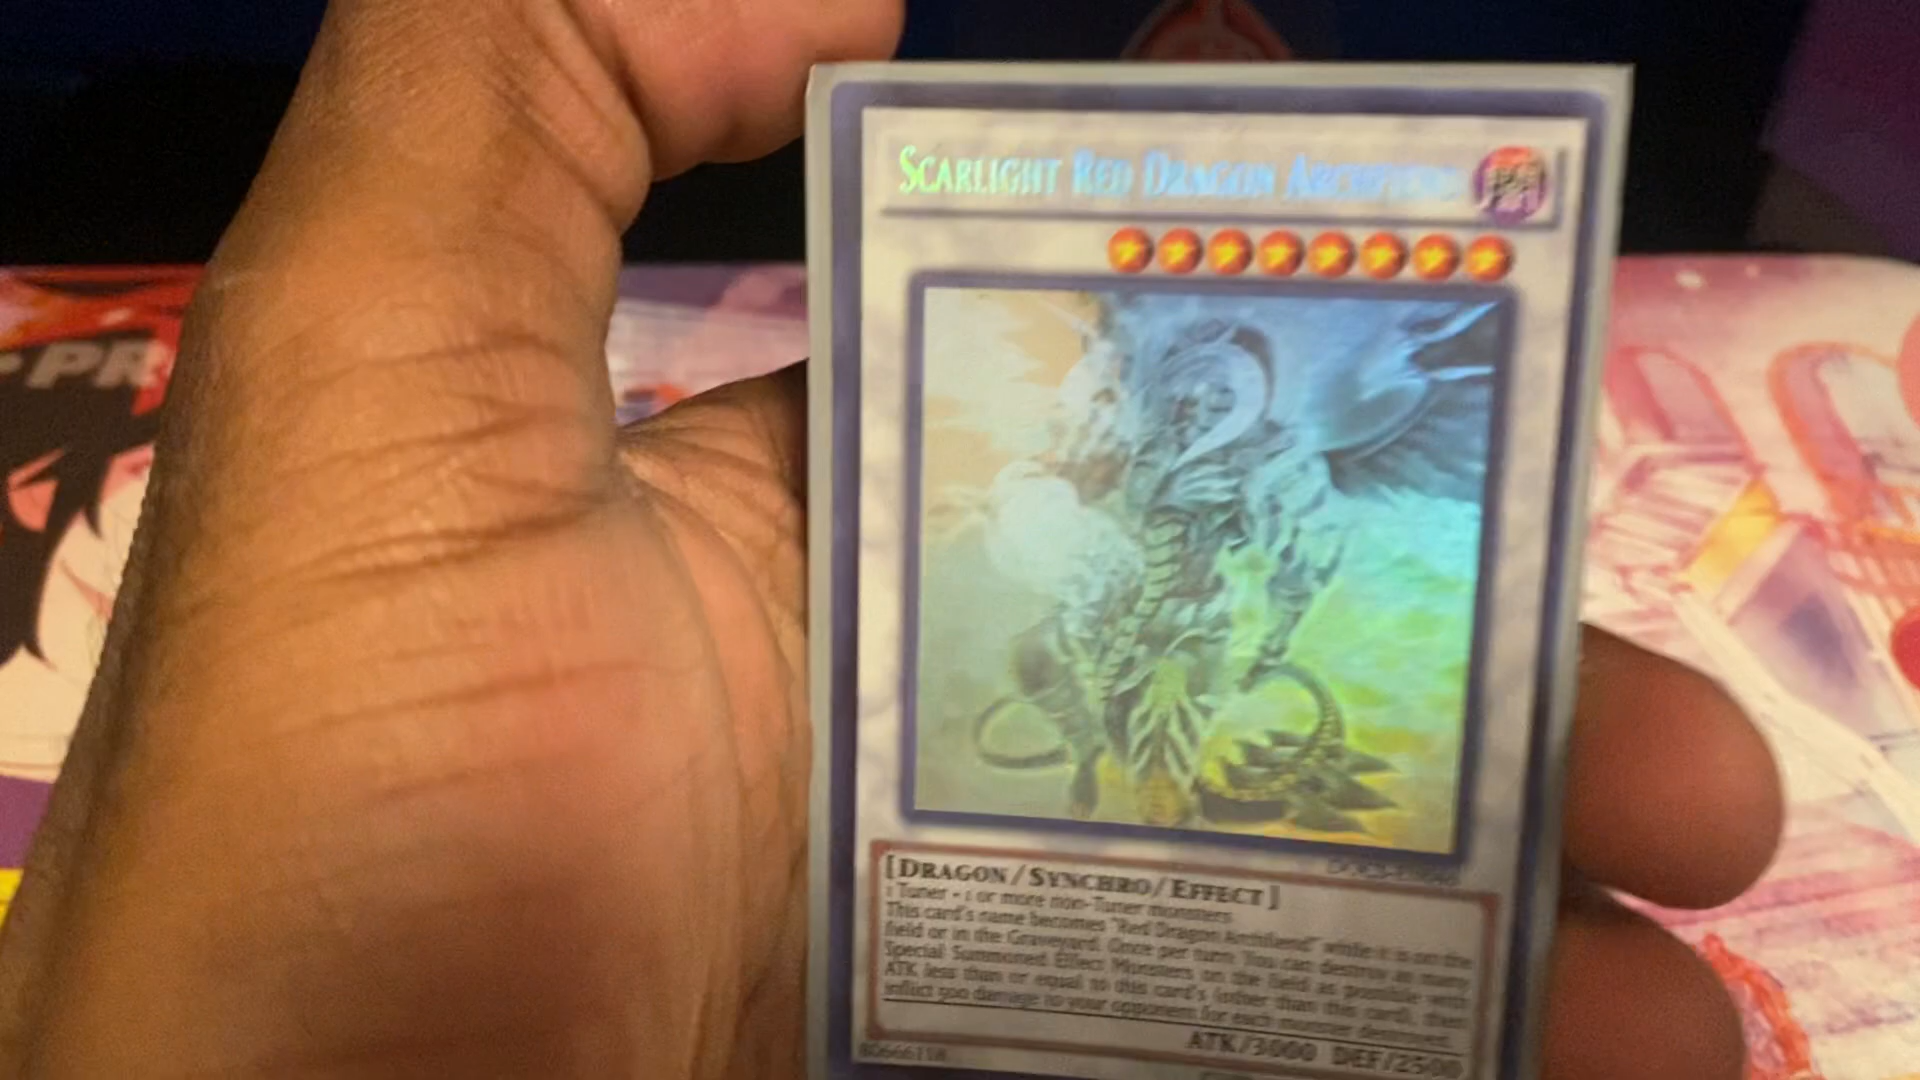 SCARLIGHT RED DRAGON ARCHFIEND
PR
DOCS-EN046
[DRAGON/SYNCHRO/EFFECT]
1 Tuner + 1 or more non-Tuner monsters
This card's name becomes "Red Dragon Archfiend" while it is on the
field or in the Graveyard. Once per turn: You can destroy as many
Special Summoned Effect Monsters on the field as possible with
ATK less than or equal to this card's (other than this card), then
inflict 500 damage to your opponent for each monster destroyed.
ATK/3000 DEF/2500
80666118